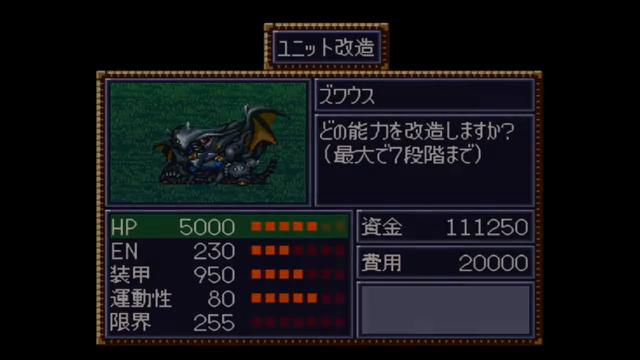 ユニット改造
ズワウス
どの能力を改造しますか?
(最大で7段階まで)
HP 5000
EN 230
装甲 950
運動性 80
限界 255
資金 111250
費用 20000